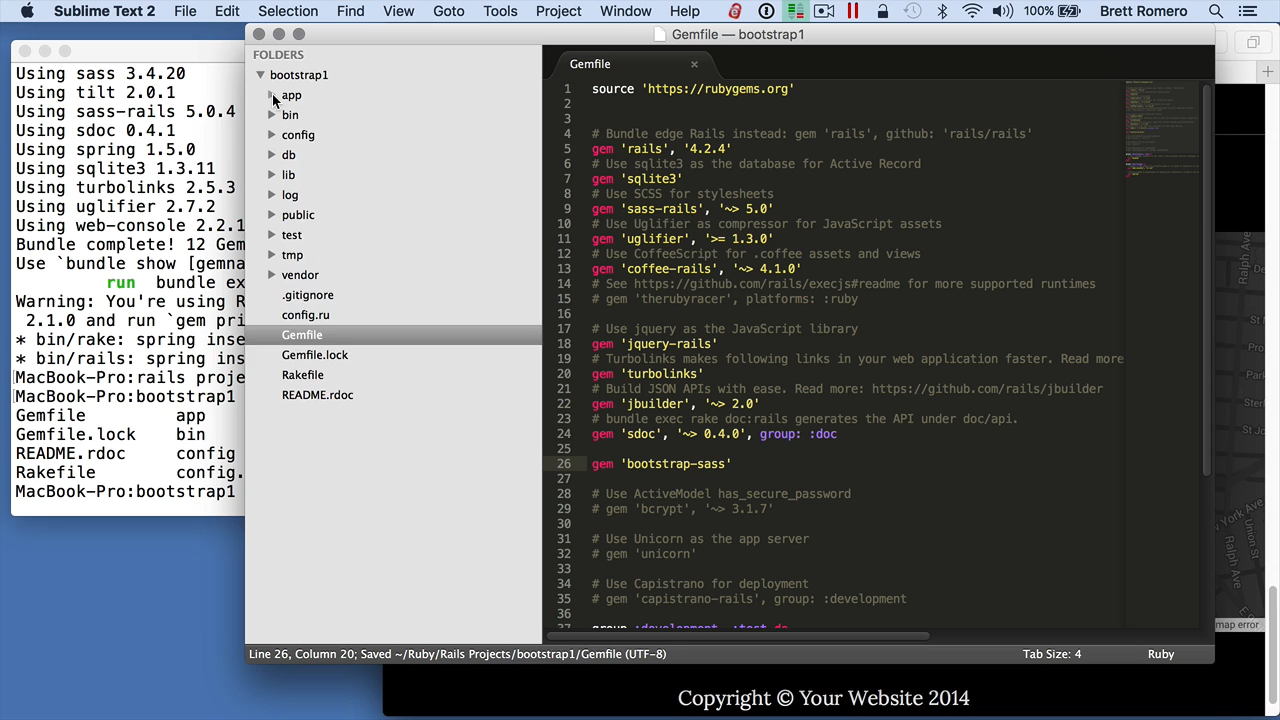 Sublime Text 2 File Edit Selection Find View Goto Tools Project Window Help 100% Brett Romero
Using sass 3.4.20
Using tilt 2.0.1
Using sass-rails 5.0.4
Using sdoc 0.4.1
Using spring 1.5.0
Using sqlite3 1.3.11
Using turbolinks 2.5.3
Using uglifier 2.7.2
Using web-console 2.2.1
Bundle complete! 12 Gem
Use `bundle show [gemna
run bundle ex
Warning: You're using R
2.1.0 and run `gem pri
* bin/rake: spring inse
* bin/rails: spring ins
MacBook-Pro:rails proje
MacBook-Pro:bootstrap1
Gemfile app
Gemfile.lock bin
README.rdoc config
Rakefile config.
MacBook-Pro:bootstrap1
Gemfile — bootstrap1
FOLDERS
bootstrap1
app
bin
config
db
lib
log
public
test
tmp
vendor
.gitignore
config.ru
Gemfile
Gemfile.lock
Rakefile
README.rdoc
Gemfile
1 source 'https://rubygems.org'
2
3
4 # Bundle edge Rails instead: gem 'rails', github: 'rails/rails'
5 gem 'rails', '4.2.4'
6 # Use sqlite3 as the database for Active Record
7 gem 'sqlite3'
8 # Use SCSS for stylesheets
9 gem 'sass-rails', '~> 5.0'
10 # Use Uglifier as compressor for JavaScript assets
11 gem 'uglifier', '>= 1.3.0'
12 # Use CoffeeScript for .coffee assets and views
13 gem 'coffee-rails', '~> 4.1.0'
14 # See https://github.com/rails/execjs#readme for more supported runtimes
15 # gem 'therubyracer', platforms: :ruby
16
17 # Use jquery as the JavaScript library
18 gem 'jquery-rails'
19 # Turbolinks makes following links in your web application faster. Read more
20 gem 'turbolinks'
21 # Build JSON APIs with ease. Read more: https://github.com/rails/jbuilder
22 gem 'jbuilder', '~> 2.0'
23 # bundle exec rake doc:rails generates the API under doc/api.
24 gem 'sdoc', '~> 0.4.0', group: :doc
25
26 gem 'bootstrap-sass'
27
28 # Use ActiveModel has_secure_password
29 # gem 'bcrypt', '~> 3.1.7'
30
31 # Use Unicorn as the app server
32 # gem 'unicorn'
33
34 # Use Capistrano for deployment
35 # gem 'capistrano-rails', group: :development
36
37 group :development, :test do
Line 26, Column 20; Saved ~/Ruby/Rails Projects/bootstrap1/Gemfile (UTF-8) Tab Size: 4 Ruby
Ralph Ave
New York Ave
Union St
Ralph Ave
map error
Copyright © Your Website 2014